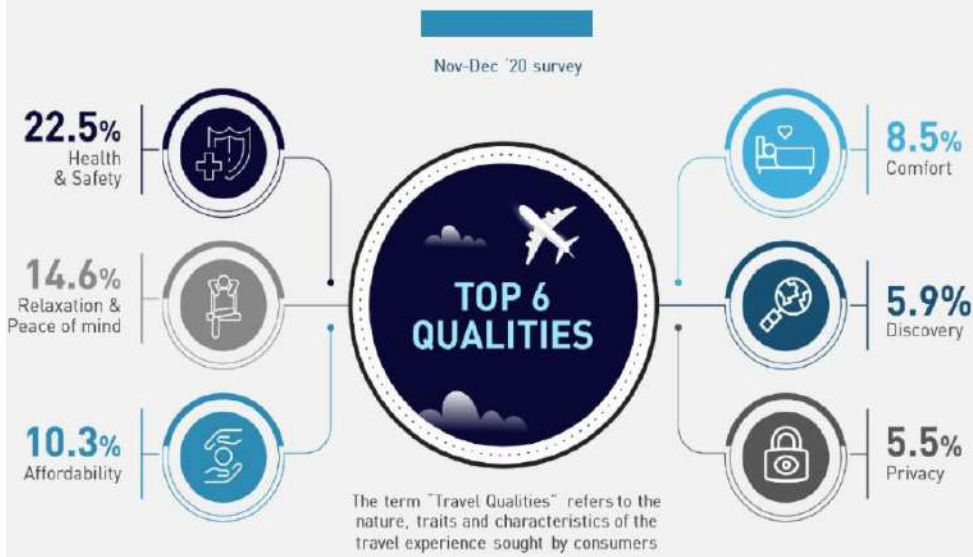 Nov-Dec '20 survey
22.5%
Health
& Safety
14.6%
Relaxation &
Peace of mind
10.3%
Affordability
TOP 6
QUALITIES
8.5%
Comfort
5.9%
Discovery
5.5%
Privacy
The term "Travel Qualities" refers to the
nature, traits and characteristics of the
travel experience sought by consumers